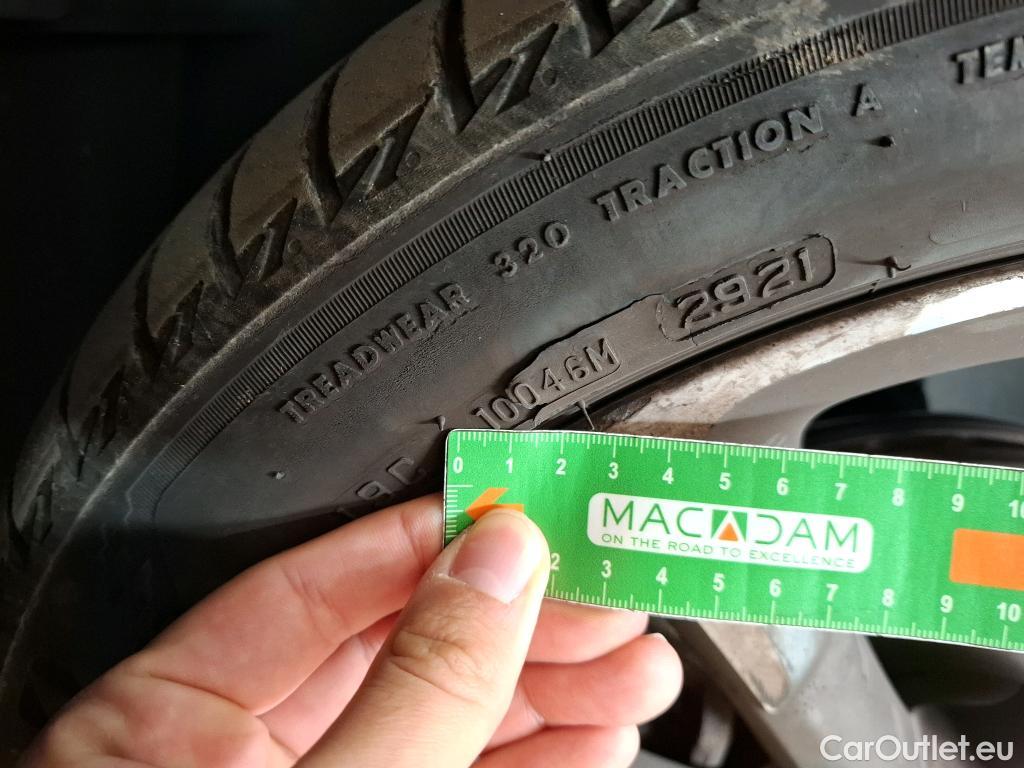 TREADWEAR 320 TRACTION A
10046M 2921
0 1 2 3 4 5 6 7 8 9 10
MACADAM
ON THE ROAD TO EXCELLENCE
2 3 4 5 6 7 8 9 10
CarOutlet.eu